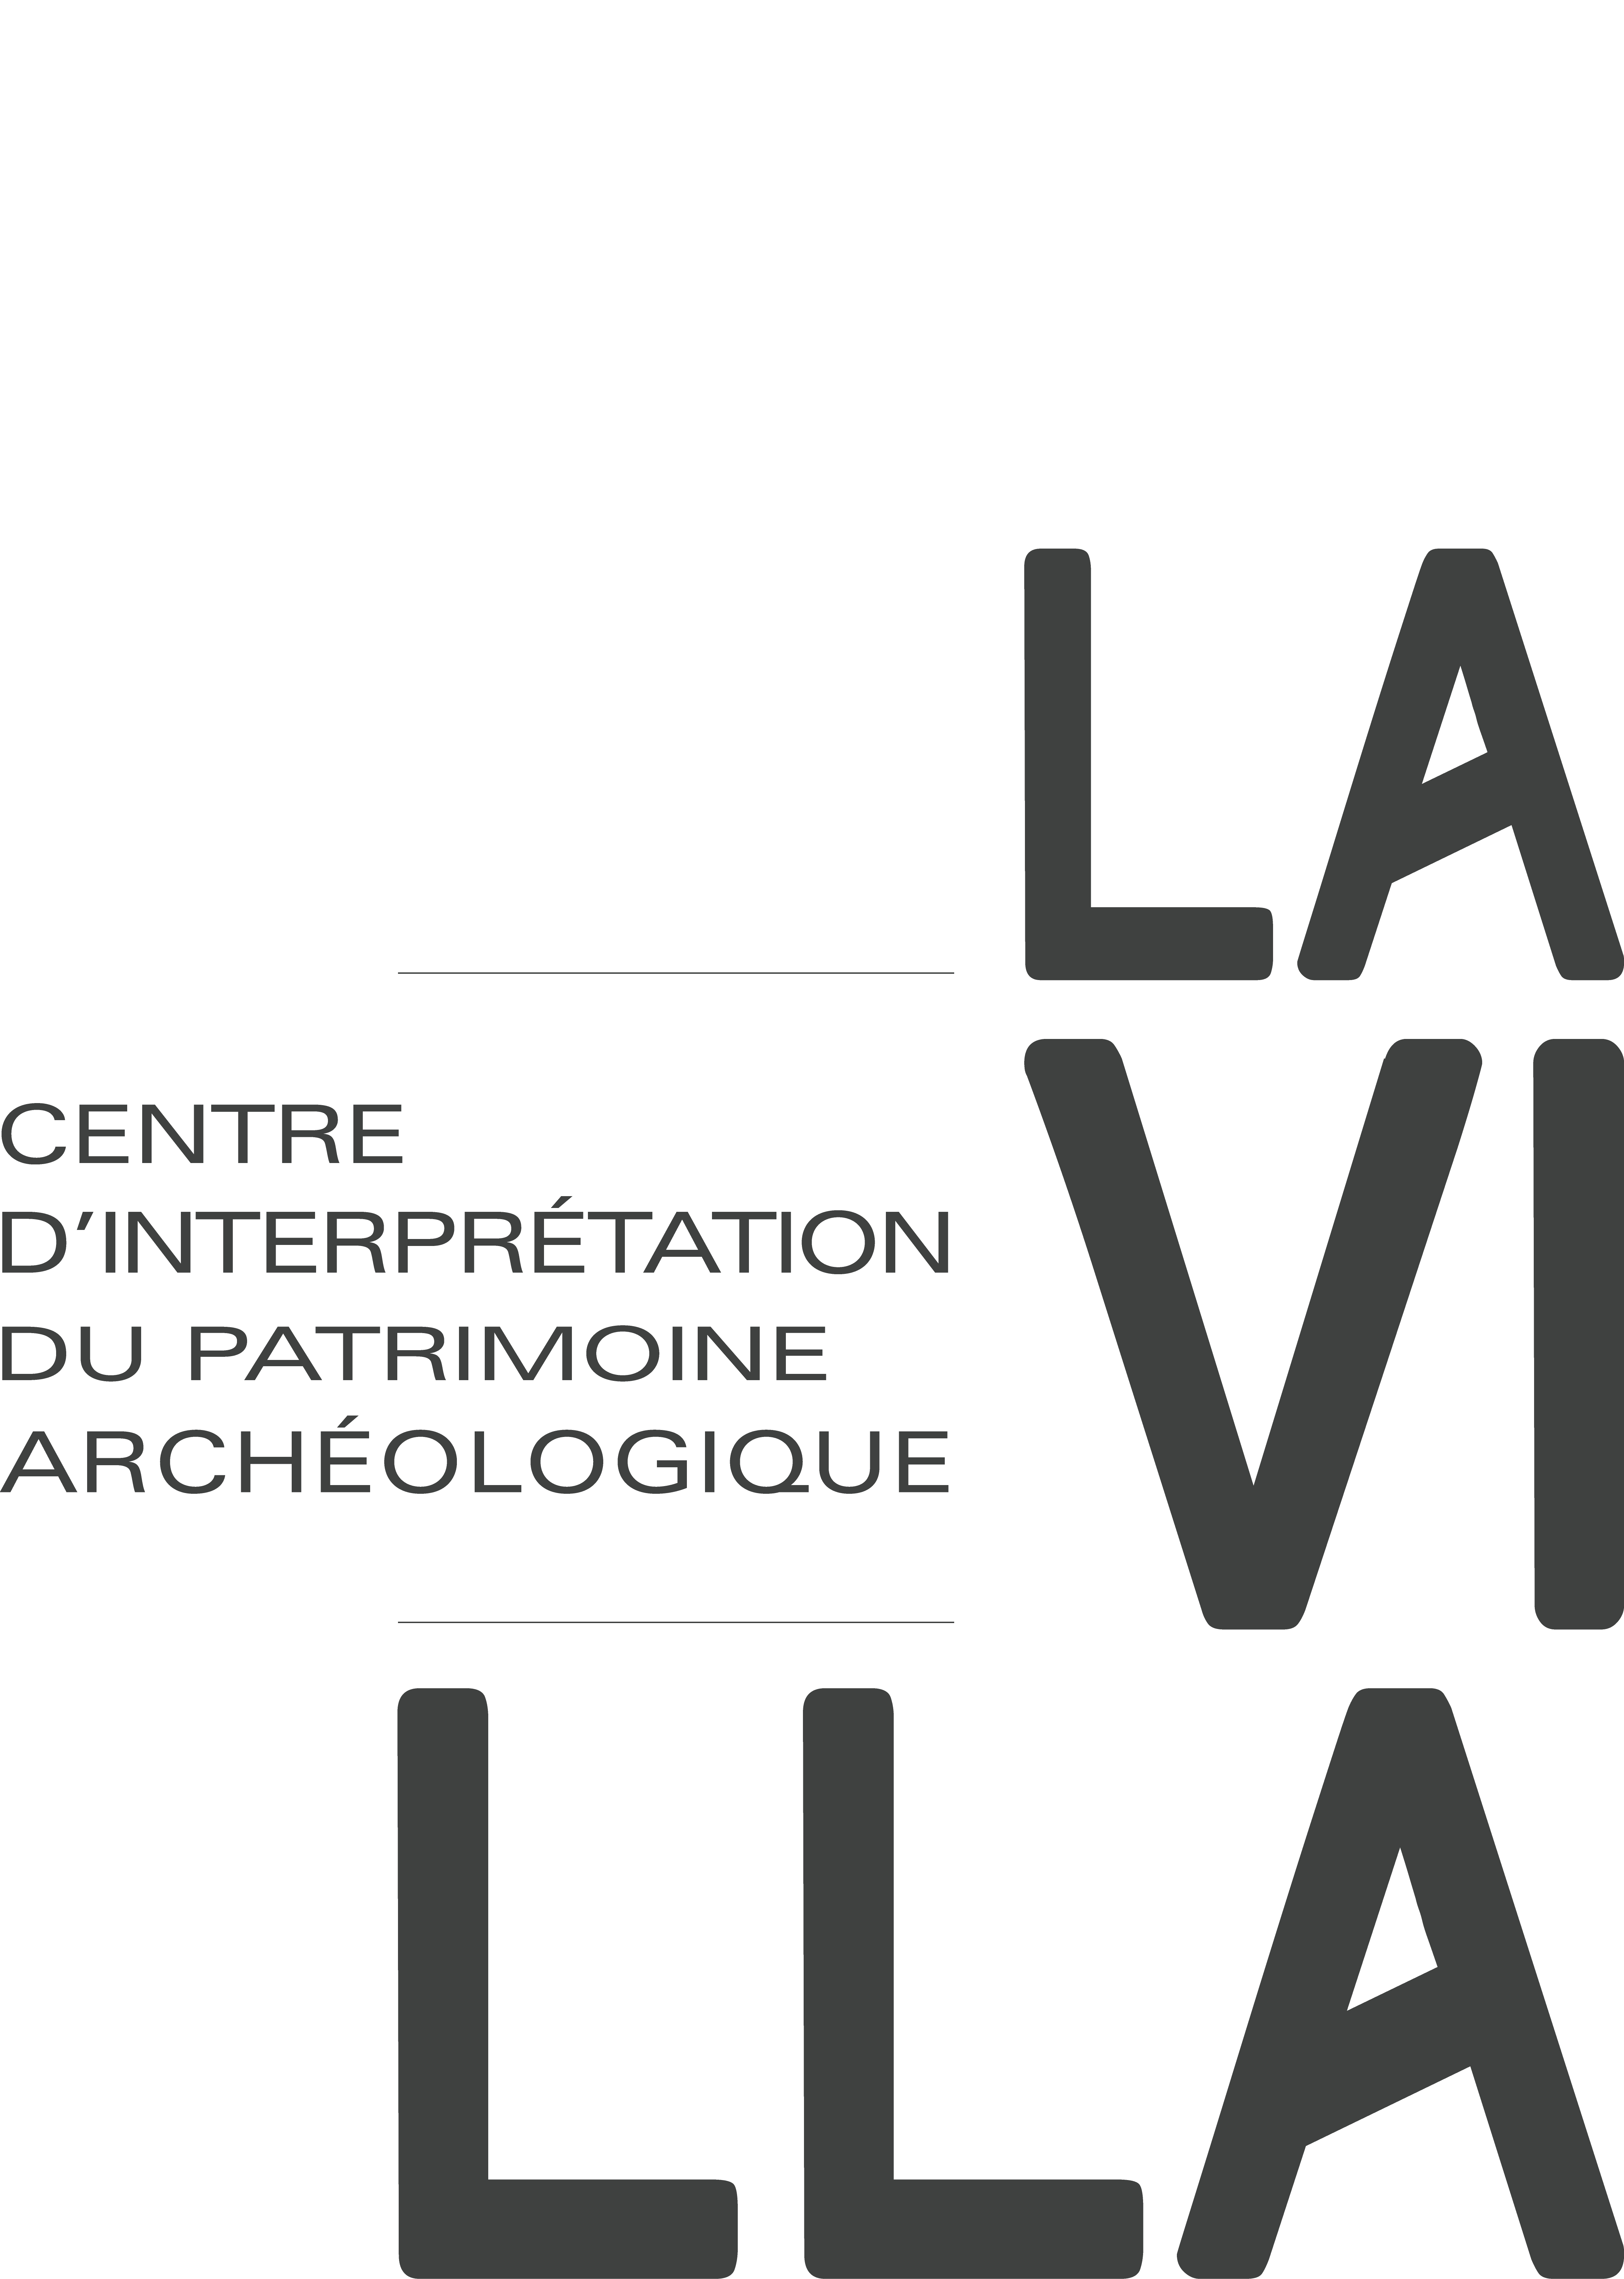 LA
VI
LLA
CENTRE
D'INTERPRÉTATION
DU PATRIMOINE
ARCHÉOLOGIQUE